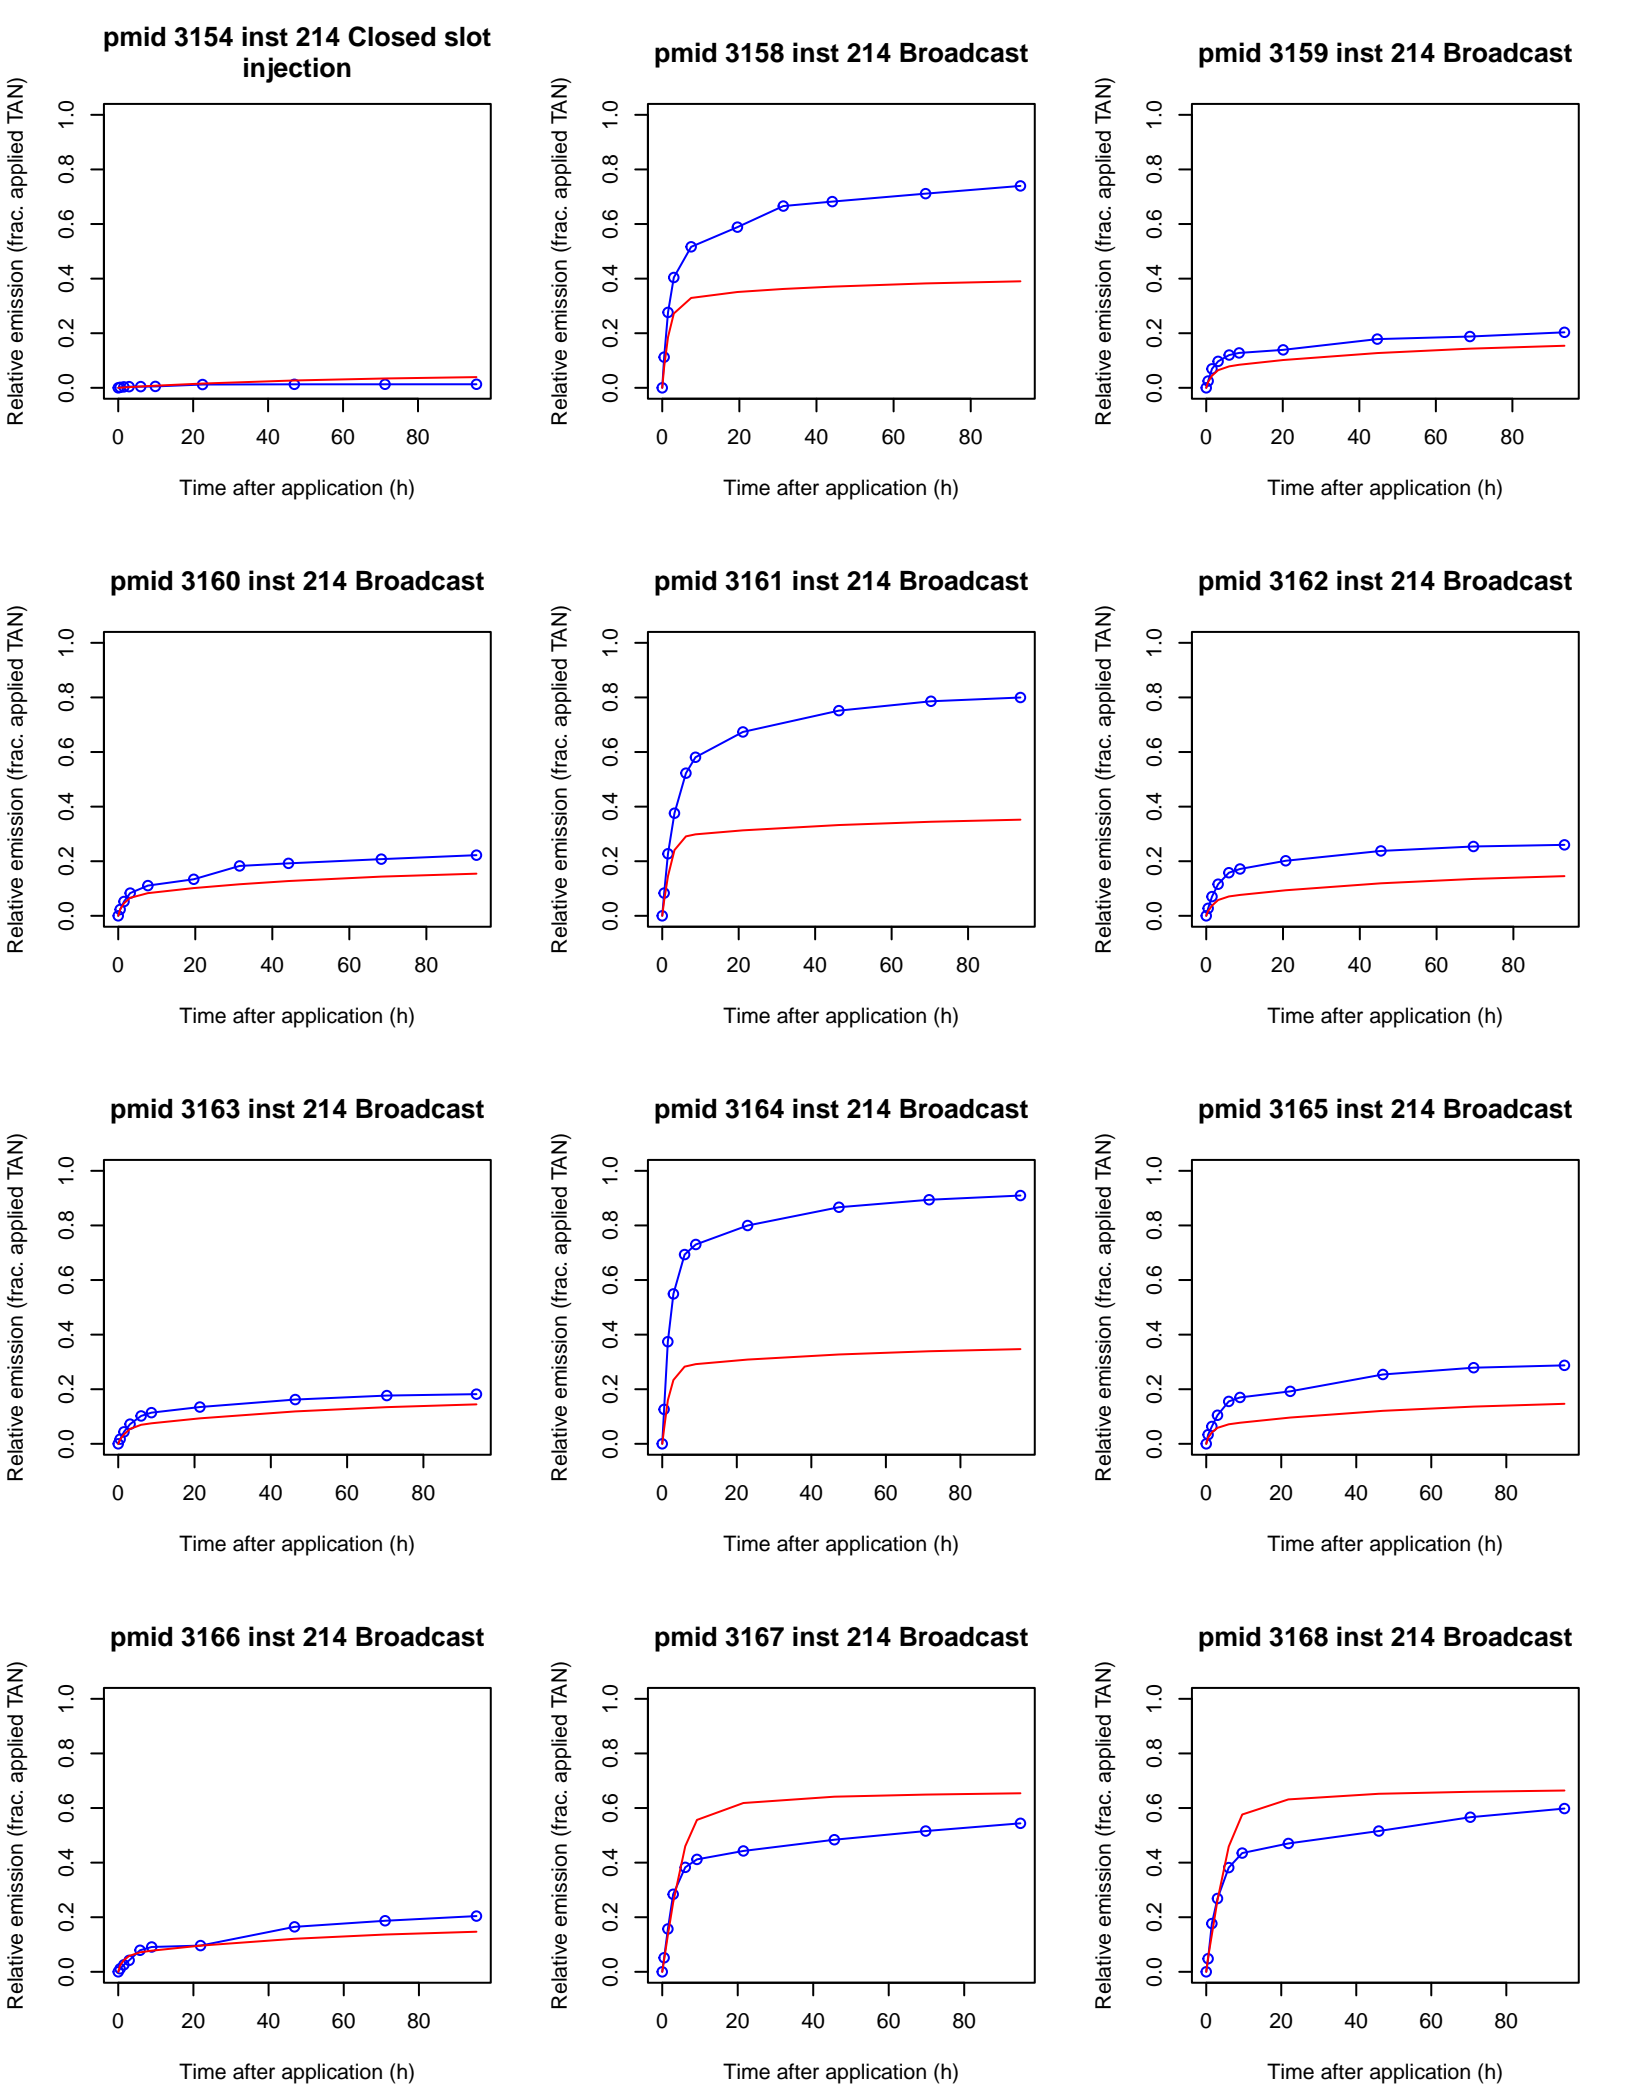 pmid 3154 inst 214 Closed slot
injection
Relative emission (frac. applied TAN)
0.0 0.2 0.4 0.6 0.8 1.0
0 20 40 60 80
Time after application (h)
pmid 3158 inst 214 Broadcast
Relative emission (frac. applied TAN)
0.0 0.2 0.4 0.6 0.8 1.0
0 20 40 60 80
Time after application (h)
pmid 3159 inst 214 Broadcast
Relative emission (frac. applied TAN)
0.0 0.2 0.4 0.6 0.8 1.0
0 20 40 60 80
Time after application (h)
pmid 3160 inst 214 Broadcast
Relative emission (frac. applied TAN)
0.0 0.2 0.4 0.6 0.8 1.0
0 20 40 60 80
Time after application (h)
pmid 3161 inst 214 Broadcast
Relative emission (frac. applied TAN)
0.0 0.2 0.4 0.6 0.8 1.0
0 20 40 60 80
Time after application (h)
pmid 3162 inst 214 Broadcast
Relative emission (frac. applied TAN)
0.0 0.2 0.4 0.6 0.8 1.0
0 20 40 60 80
Time after application (h)
pmid 3163 inst 214 Broadcast
Relative emission (frac. applied TAN)
0.0 0.2 0.4 0.6 0.8 1.0
0 20 40 60 80
Time after application (h)
pmid 3164 inst 214 Broadcast
Relative emission (frac. applied TAN)
0.0 0.2 0.4 0.6 0.8 1.0
0 20 40 60 80
Time after application (h)
pmid 3165 inst 214 Broadcast
Relative emission (frac. applied TAN)
0.0 0.2 0.4 0.6 0.8 1.0
0 20 40 60 80
Time after application (h)
pmid 3166 inst 214 Broadcast
Relative emission (frac. applied TAN)
0.0 0.2 0.4 0.6 0.8 1.0
0 20 40 60 80
Time after application (h)
pmid 3167 inst 214 Broadcast
Relative emission (frac. applied TAN)
0.0 0.2 0.4 0.6 0.8 1.0
0 20 40 60 80
Time after application (h)
pmid 3168 inst 214 Broadcast
Relative emission (frac. applied TAN)
0.0 0.2 0.4 0.6 0.8 1.0
0 20 40 60 80
Time after application (h)